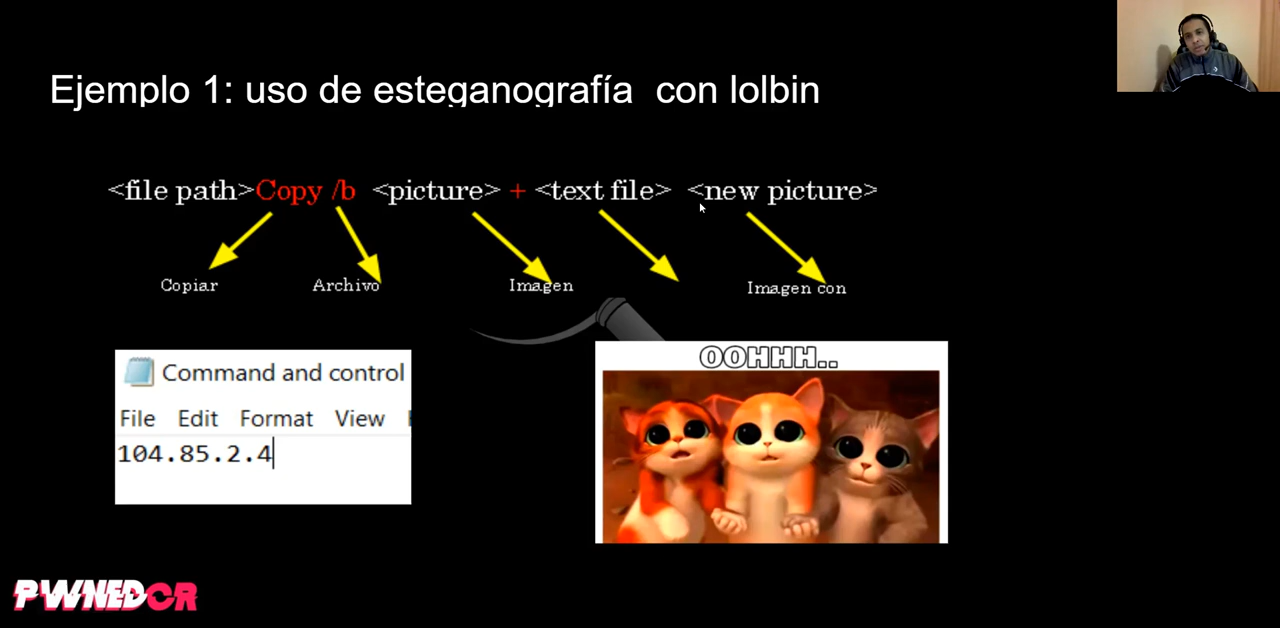 Ejemplo 1: uso de esteganografía con lolbin
<file path>Copy /b <picture> + <text file> <new picture>
Copiar Archivo Imagen Imagen con
Command and control
File Edit Format View
104.85.2.4
OOHHH..
PWNEDCR